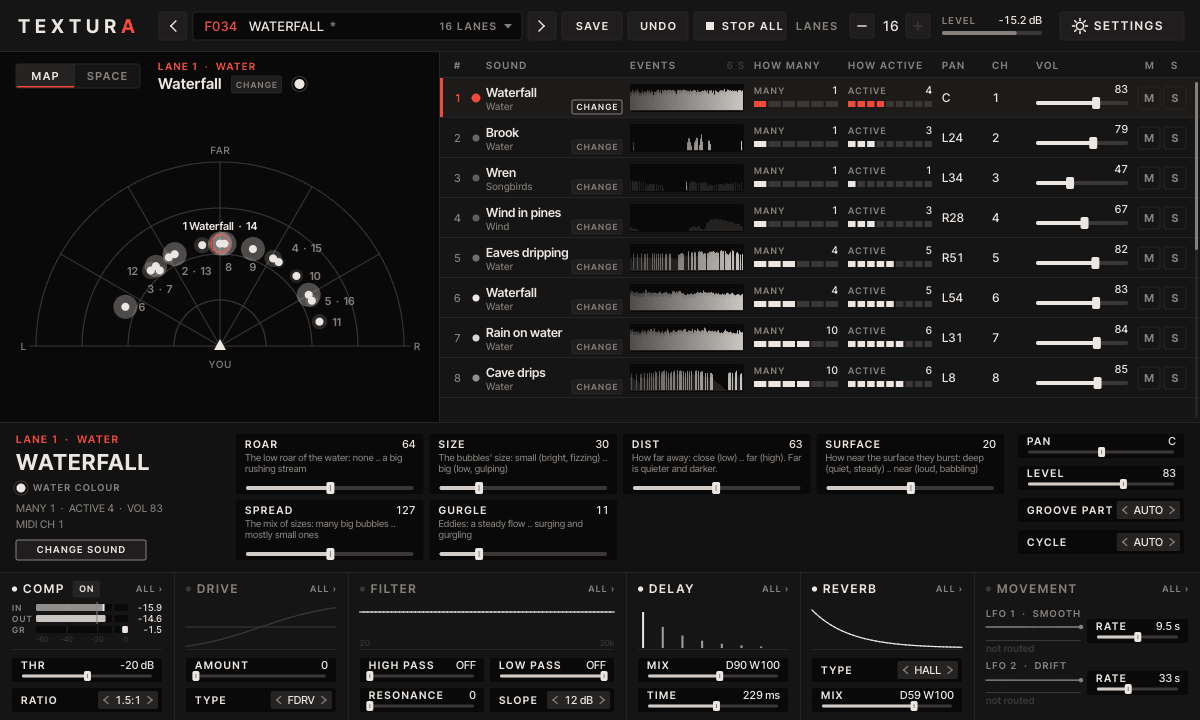 TEXTURA
F034 WATERFALL * 16 LANES
SAVE UNDO STOP ALL LANES 16 LEVEL -15.2 dB SETTINGS
MAP SPACE
LANE 1 · WATER
Waterfall CHANGE
FAR
1 Waterfall · 14
4 · 15
12 2 · 13 8 9 10
3 · 7
6 5 · 16
11
L R
YOU
# SOUND EVENTS 6 S HOW MANY HOW ACTIVE PAN CH VOL M S
1 Waterfall Water CHANGE MANY 1 ACTIVE 4 C 1 83 M S
2 Brook Water CHANGE MANY 1 ACTIVE 3 L24 2 79 M S
3 Wren Songbirds CHANGE MANY 1 ACTIVE 1 L34 3 47 M S
4 Wind in pines Wind CHANGE MANY 1 ACTIVE 3 R28 4 67 M S
5 Eaves dripping Water CHANGE MANY 4 ACTIVE 5 R51 5 82 M S
6 Waterfall Water CHANGE MANY 4 ACTIVE 5 L54 6 83 M S
7 Rain on water Water CHANGE MANY 10 ACTIVE 6 L31 7 84 M S
8 Cave drips Water CHANGE MANY 10 ACTIVE 6 L8 8 85 M S
LANE 1 · WATER
WATERFALL
WATER COLOUR
MANY 1 · ACTIVE 4 · VOL 83
MIDI CH 1
CHANGE SOUND
ROAR 64
The low roar of the water: none .. a big
rushing stream
SIZE 30
The bubbles' size: small (bright, fizzing) ..
big (low, gulping)
DIST 63
How far away: close (low) .. far (high). Far
is quieter and darker.
SURFACE 20
How near the surface they burst: deep
(quiet, steady) .. near (loud, babbling)
SPREAD 127
The mix of sizes: many big bubbles ..
mostly small ones
GURGLE 11
Eddies: a steady flow .. surging and
gurgling
PAN C
LEVEL 83
GROOVE PART < AUTO >
CYCLE < AUTO >
COMP ON ALL ›
IN -15.9
OUT -14.6
GR -1.5
-60 -40 -20 0
THR -20 dB
RATIO < 1.5:1 >
DRIVE ALL ›
AMOUNT 0
TYPE < FDRV >
FILTER ALL ›
20 20k
HIGH PASS OFF
LOW PASS OFF
RESONANCE 0
SLOPE < 12 dB >
DELAY ALL ›
MIX D90 W100
TIME 229 ms
REVERB ALL ›
TYPE < HALL >
MIX D59 W100
MOVEMENT ALL ›
LFO 1 · SMOOTH
RATE 9.5 s
not routed
LFO 2 · DRIFT
RATE 33 s
not routed